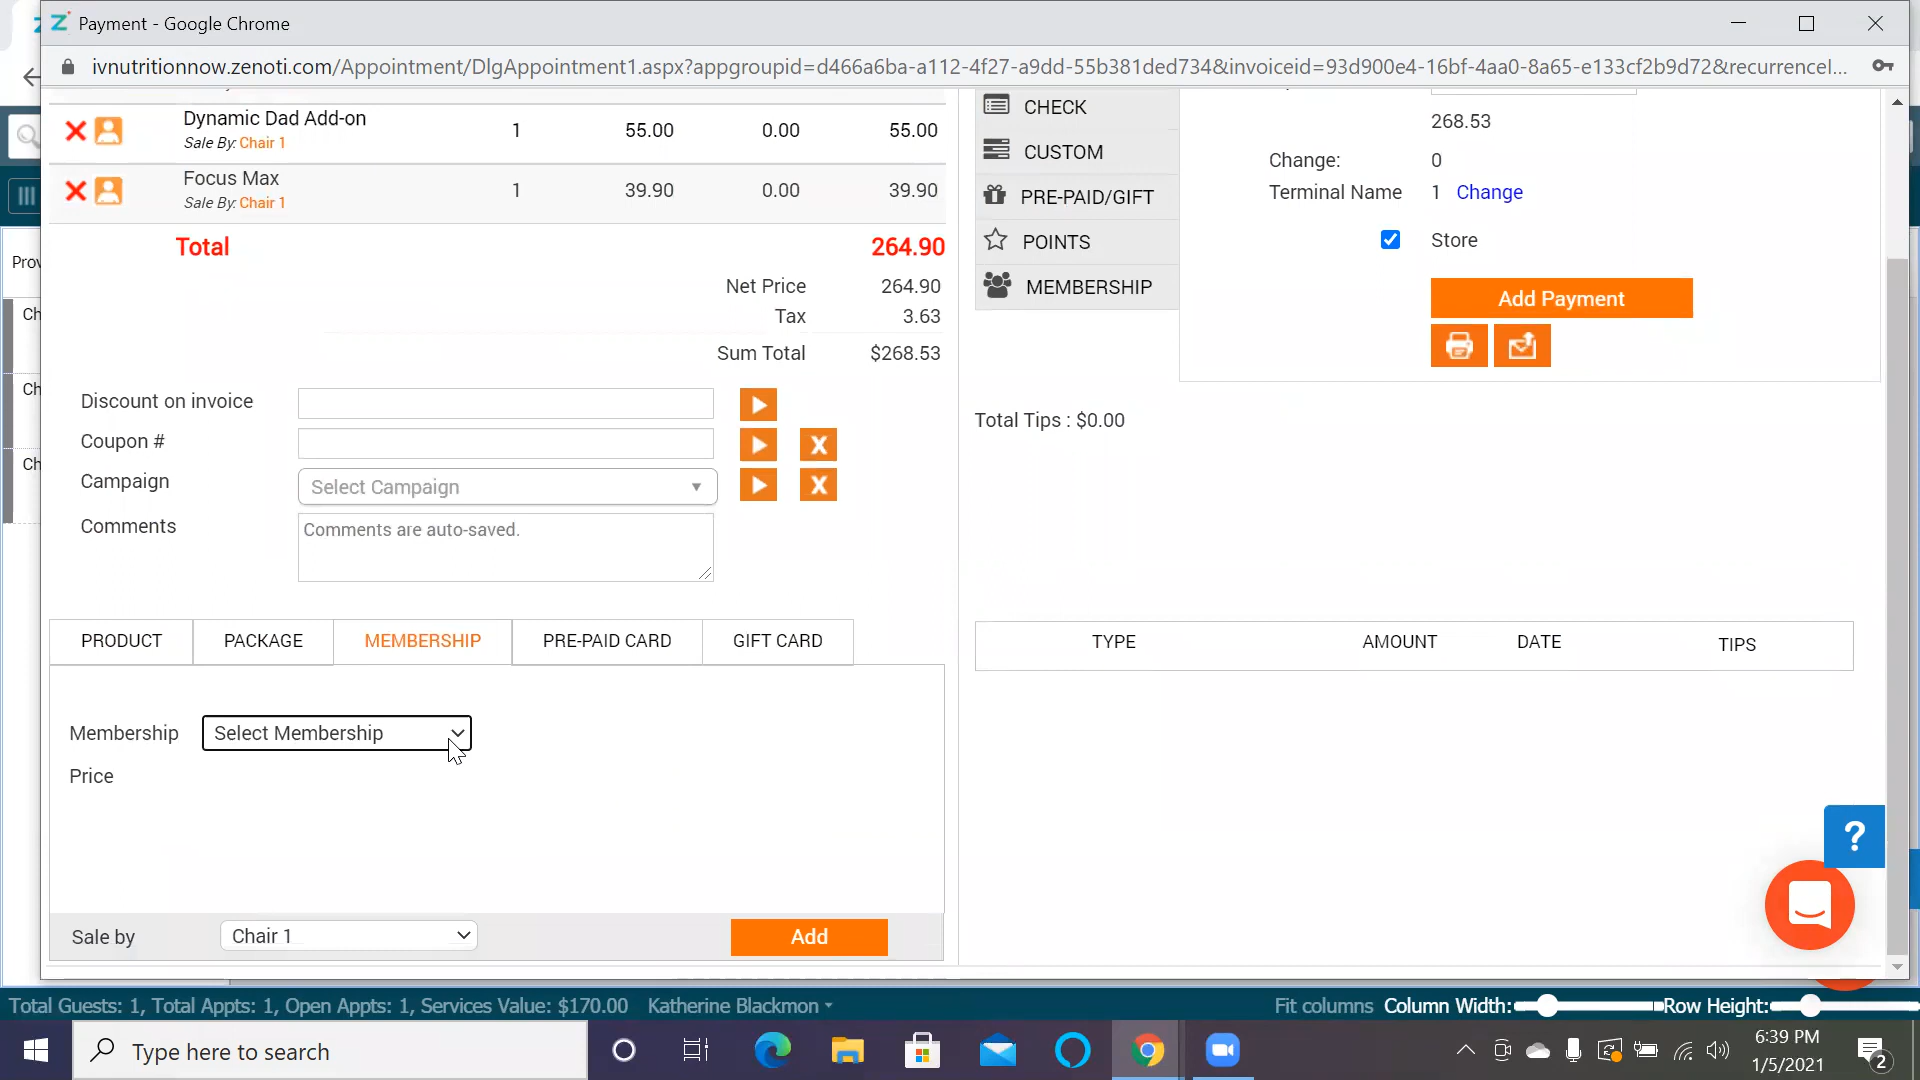 Payment - Google Chrome
ivnutritionnow.zenoti.com/Appointment/DlgAppointment1.aspx?appgroupid=d466a6ba-a112-4f27-a9dd-55b381ded734&invoiceid=93d900e4-16bf-4aa0-8a65-e133cf2b9d72&recurrenceI...
Dynamic Dad Add-on 1 55.00 0.00 55.00
Sale By: Chair 1
Focus Max 1 39.90 0.00 39.90
Sale By: Chair 1
Total 264.90
Net Price 264.90
Tax 3.63
Sum Total $268.53
Discount on invoice
Coupon #
X
Campaign Select Campaign
X
Comments Comments are auto-saved.
PRODUCT PACKAGE MEMBERSHIP PRE-PAID CARD GIFT CARD
Membership Select Membership
Price
Sale by Chair 1 Add
CHECK
CUSTOM
PRE-PAID/GIFT
POINTS
MEMBERSHIP
268.53
Change: 0
Terminal Name 1 Change
Store
Add Payment
Total Tips : $0.00
TYPE AMOUNT DATE TIPS
?
Prov
Ch
Ch
Ch
Total Guests: 1, Total Appts: 1, Open Appts: 1, Services Value: $170.00 Katherine Blackmon
Fit columns Column Width: Row Height:
Type here to search
6:39 PM
1/5/2021
2